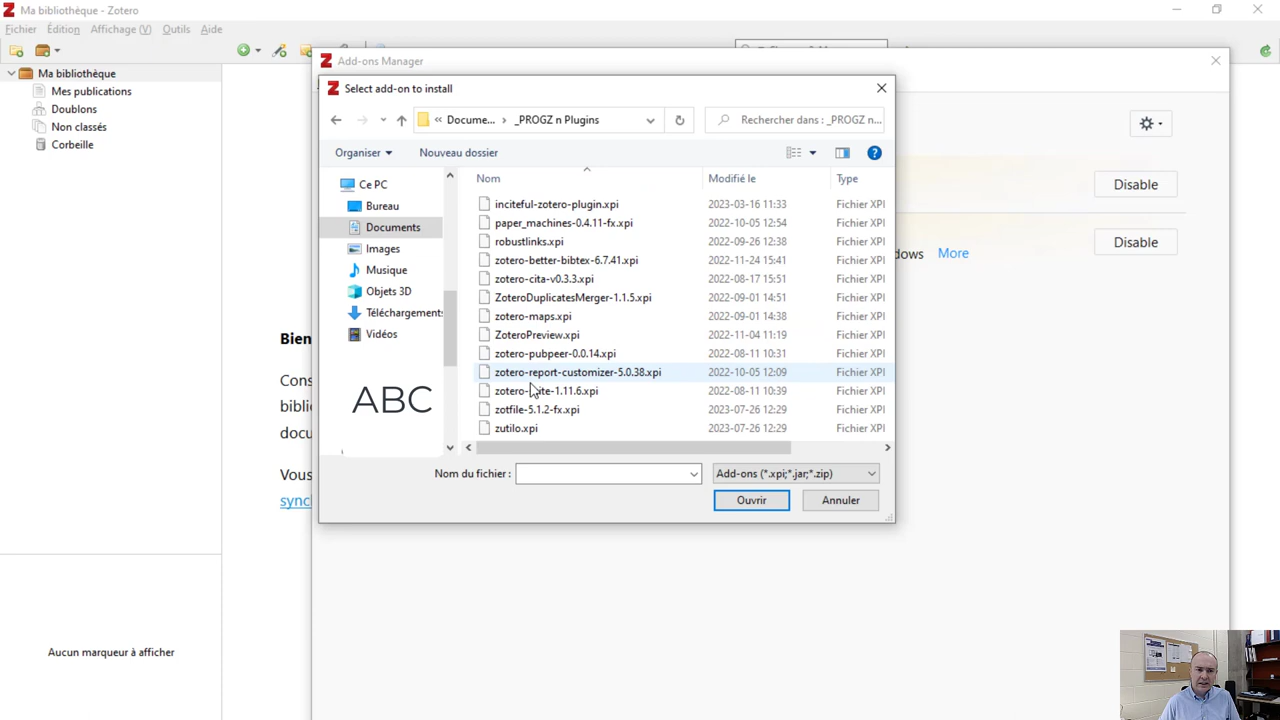 Ma bibliothèque - Zotero
Fichier Édition Affichage (V) Outils Aide
Ma bibliothèque
Mes publications
Doublons
Non classés
Corbeille
Aucun marqueur à afficher
Bien
Cons
bibli
docu
Vous
sync
Add-ons Manager
Disable
dows More Disable
Select add-on to install
« Docume... › _PROGZ n Plugins
Rechercher dans : _PROGZ n...
Organiser Nouveau dossier
Ce PC
Bureau
Documents
Images
Musique
Objets 3D
Téléchargements
Vidéos
ABC
Nom Modifié le Type
inciteful-zotero-plugin.xpi 2023-03-16 11:33 Fichier XPI
paper_machines-0.4.11-fx.xpi 2022-10-05 12:54 Fichier XPI
robustlinks.xpi 2022-09-26 12:38 Fichier XPI
zotero-better-bibtex-6.7.41.xpi 2022-11-24 15:41 Fichier XPI
zotero-cita-v0.3.3.xpi 2022-08-17 15:51 Fichier XPI
ZoteroDuplicatesMerger-1.1.5.xpi 2022-09-01 14:51 Fichier XPI
zotero-maps.xpi 2022-09-01 14:38 Fichier XPI
ZoteroPreview.xpi 2022-11-04 11:19 Fichier XPI
zotero-pubpeer-0.0.14.xpi 2022-08-11 10:31 Fichier XPI
zotero-report-customizer-5.0.38.xpi 2022-10-05 12:09 Fichier XPI
2022-08-11 10:39 Fichier XPI
zotfile-5.1.2-fx.xpi 2023-07-26 12:29 Fichier XPI
zutilo.xpi 2023-07-26 12:29 Fichier XPI
Nom du fichier : Add-ons (*.xpi;*.jar;*.zip)
Ouvrir Annuler